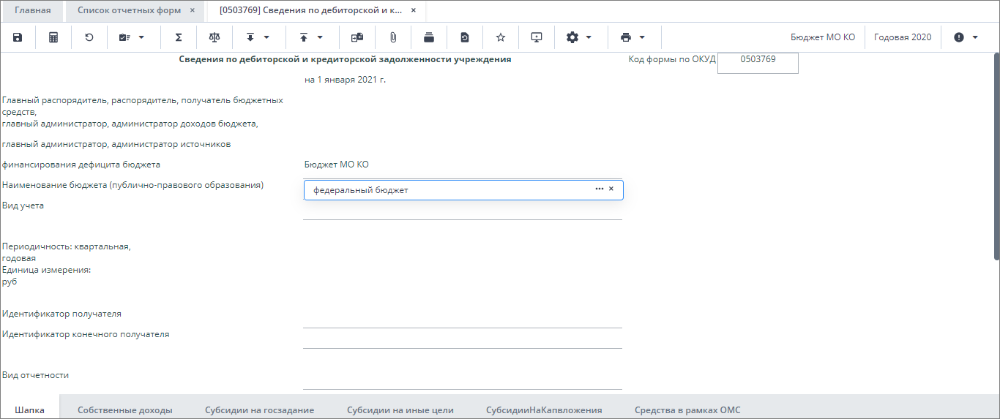 Главная
Список отчетных форм ×
[0503769] Сведения по дебиторской и к... ×
Бюджет МО КО
Годовая 2020
Сведения по дебиторской и кредиторской задолженности учреждения
Код формы по ОКУД 0503769
на 1 января 2021 г.
Главный распорядитель, распорядитель, получатель бюджетных
средств,
главный администратор, администратор доходов бюджета,
главный администратор, администратор источников
финансирования дефицита бюджета
Бюджет МО КО
Наименование бюджета (публично-правового образования)
федеральный бюджет ••• ×
Вид учета
Периодичность: квартальная,
годовая
Единица измерения:
руб
Идентификатор получателя
Идентификатор конечного получателя
Вид отчетности
Шапка
Собственные доходы
Субсидии на госзадание
Субсидии на иные цели
СубсидииНаКапвложения
Средства в рамках ОМС